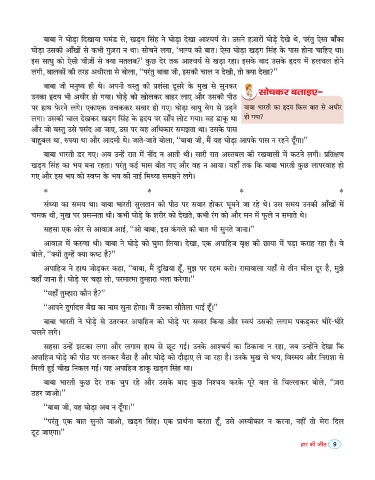 बाबा ने घोड़ा दिखाया घमंड से, खड्ग सिंह ने घोड़ा देखा आश्चर्य से। उसने हज़ारों घोड़े देखे थे, परंतु ऐसा बाँका
घोड़ा उसकी आँखों से कभी गुज़रा न था। सोचने लगा, 'भाग्य की बात। ऐसा घोड़ा खड्ग सिंह के पास होना चाहिए था।
इस साधु को ऐसी चीज़ों से क्या मतलब?' कुछ देर तक आश्चर्य से खड़ा रहा। इसके बाद उसके हृदय में हलचल होने
लगी, बालकों की तरह अधीरता से बोला, ''परंतु बाबा जी, इसकी चाल न देखी, तो क्या देखा?''
बाबा जी मनुष्य ही थे। अपनी वस्तु की प्रशंसा दूसरे के मुख से सुनकर
उनका हृदय भी अधीर हो गया। घोड़े को खोलकर बाहर लाए और उसकी पीठ
पर हाथ फेरने लगे। एकाएक उचककर सवार हो गए। घोड़ा वायु वेग से उड़ने
लगा। उसकी चाल देखकर खड्ग सिंह के हृदय पर साँप लोट गया। वह डाकू था
और जो वस्तु उसे पसंद आ जाए, उस पर वह अधिकार समझता था। उसके पास
बाहुबल था, रुपया था और आदमी थे। जाते-जाते बोला, ''बाबा जी, मैं यह घोड़ा आपके पास न रहने दूँगा।''
सोचकर बताइए–
बाबा भारती का हृदय किस बात से अधीर
हो गया?
बाबा भारती डर गए। अब उन्हें रात में नींद न आती थी। सारी रात अस्तबल की रखवाली में कटने लगी। प्रतिक्षण
खड्ग सिंह का भय बना रहता। परंतु कई मास बीत गए और वह न आया। यहाँ तक कि बाबा भारती कुछ लापरवाह हो
गए और इस भय को स्वप्न के भय की नाईं मिथ्या समझने लगे।
* * * *
संध्या का समय था। बाबा भारती सुलतान की पीठ पर सवार होकर घूमने जा रहे थे। उस समय उनकी आँखों में
चमक थी, मुख पर प्रसन्नता थी। कभी घोड़े के शरीर को देखते, कभी रंग को और मन में फूले न समाते थे।
सहसा एक ओर से आवाज़ आई, ''ओ बाबा, इस कंगले की बात भी सुनते जाना।''
आवाज़ में करुणा थी। बाबा ने घोड़े को घुमा लिया। देखा, एक अपाहिज वृक्ष की छाया में पड़ा कराह रहा है। वे
बोले, ''क्यों तुम्हें क्या कष्ट है?''
अपाहिज ने हाथ जोड़कर कहा, ''बाबा, मैं दुखिया हूँ, मुझ पर रहम करो। रामावाला यहाँ से तीन मील दूर है, मुझे
वहाँ जाना है। घोड़े पर चढ़ा लो, परमात्मा तुम्हारा भला करेगा।''
''वहाँ तुम्हारा कौन है?''
''आपने दुर्गादत्त वैद्य का नाम सुना होगा। मैं उनका सौतेला भाई हूँ।''
बाबा भारती ने घोड़े से उतरकर अपाहिज को घोड़े पर सवार किया और स्वयं उसकी लगाम पकड़कर धीरे-धीरे
चलने लगे।
सहसा उन्हें झटका लगा और लगाम हाथ से छूट गई। उनके आश्चर्य का ठिकाना न रहा, जब उन्होंने देखा कि
अपाहिज घोड़े की पीठ पर तनकर बैठा है और घोड़े को दौड़ाए ले जा रहा है। उनके मुख से भय, विस्मय और निराशा से
मिली हुई चीख निकल गई। यह अपाहिज डाकू खड्ग सिंह था।
बाबा भारती कुछ देर तक चुप रहे और उसके बाद कुछ निश्चय करके पूरे बल से चिल्लाकर बोले, ''ज़रा
ठहर जाओ।''
''बाबा जी, यह घोड़ा अब न दूँगा।''
''परंतु एक बात सुनते जाओ, खड्ग सिंह। एक प्रार्थना करता हूँ, उसे अस्वीकार न करना, नहीं तो मेरा दिल
टूट जाएगा।''
हार की जीत 9